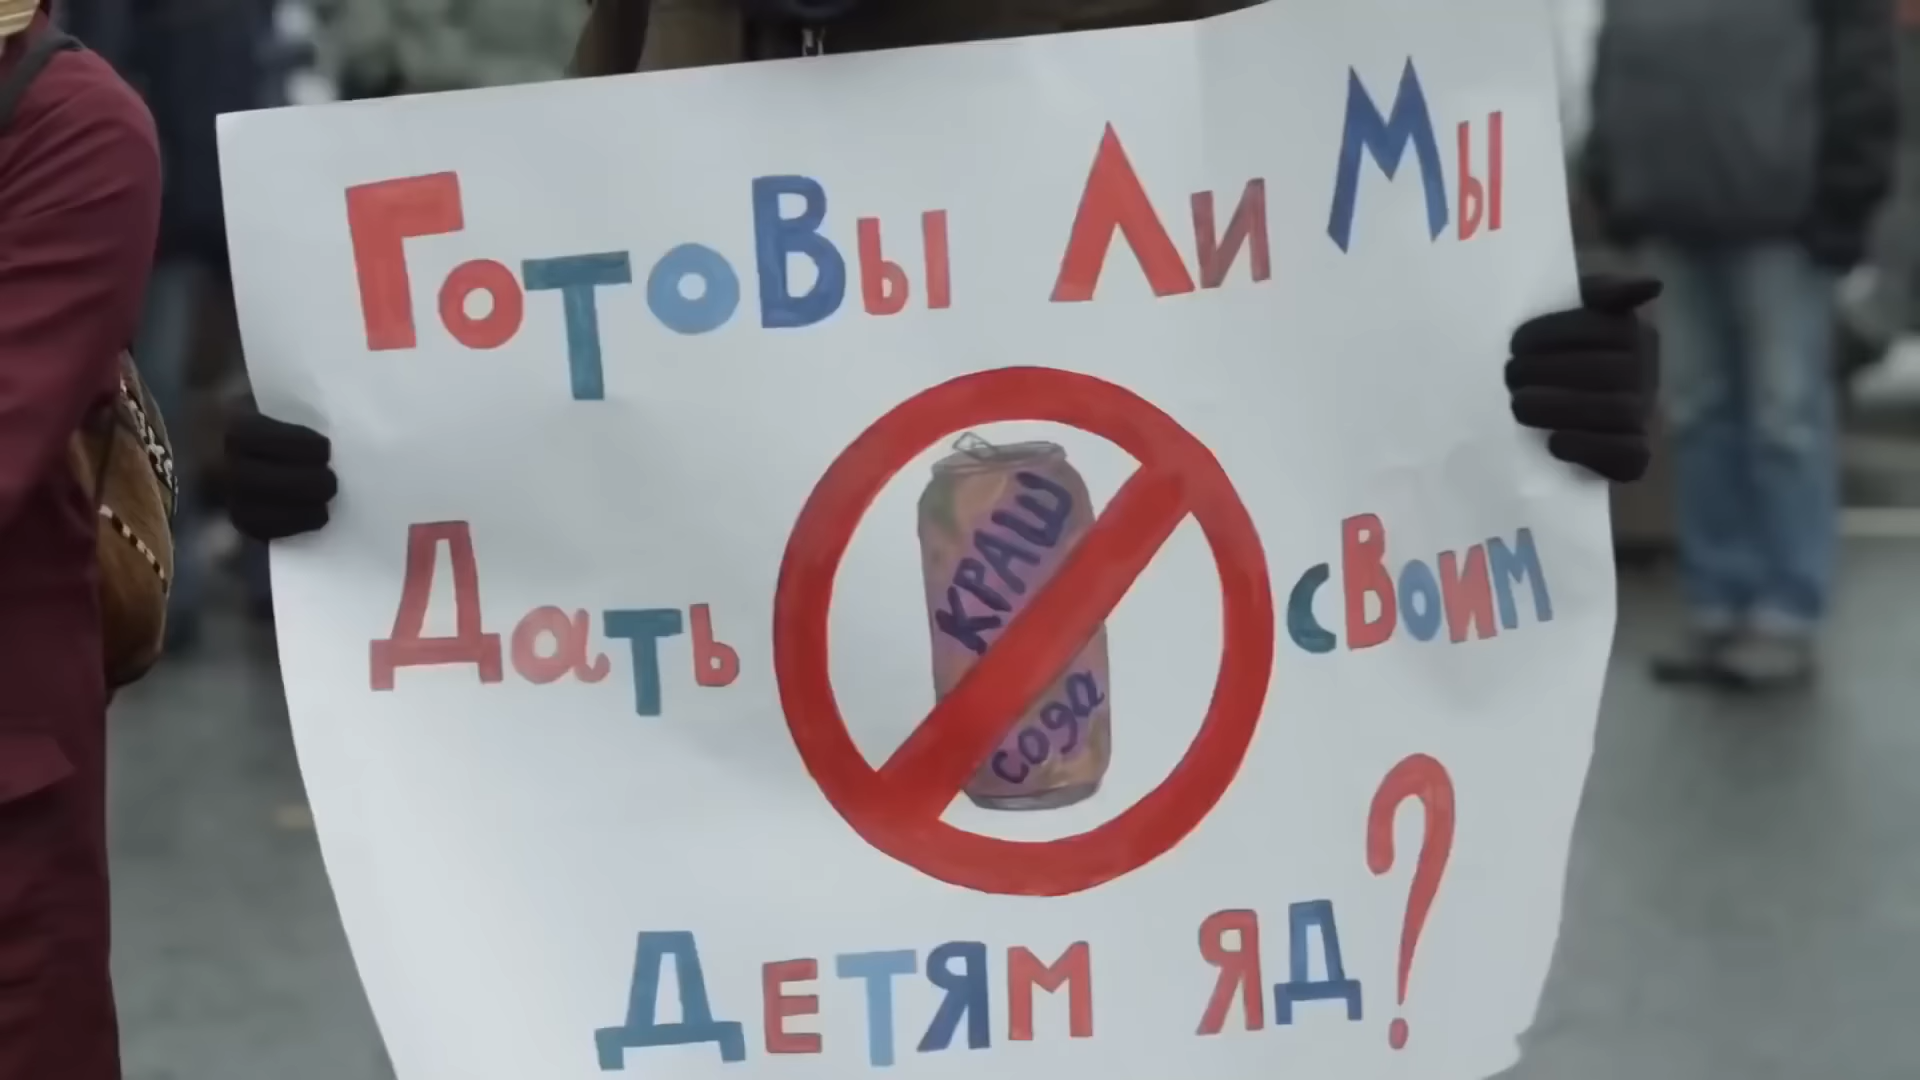 Готовы Ли Мы
Дать
КРАШ
сода
своим
детям яд?